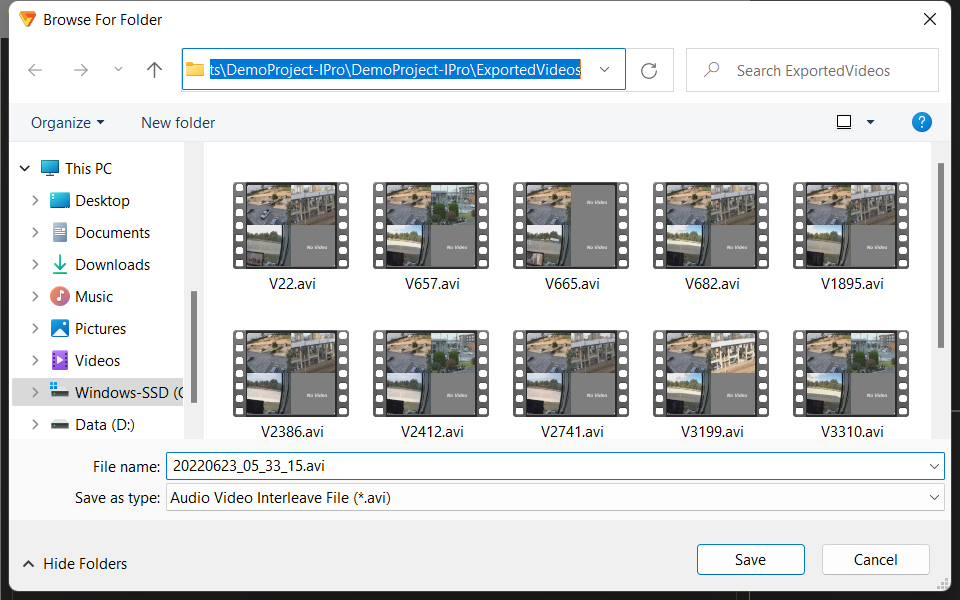 Browse For Folder
ts\DemoProject-IPro\DemoProject-IPro\ExportedVideos
Search ExportedVideos
Organize
New folder
?
This PC
Desktop
Documents
Downloads
Music
Pictures
Videos
Windows-SSD (C
Data (D:)
No Video
No Video
No Video
No Video
No Video
No Video
V22.avi
V657.avi
V665.avi
V682.avi
V1895.avi
No Video
No Video
No Video
No Video
No Video
V2386.avi
V2412.avi
V2741.avi
V3199.avi
V3310.avi
File name: 20220623_05_33_15.avi
Save as type: Audio Video Interleave File (*.avi)
Hide Folders
Save
Cancel